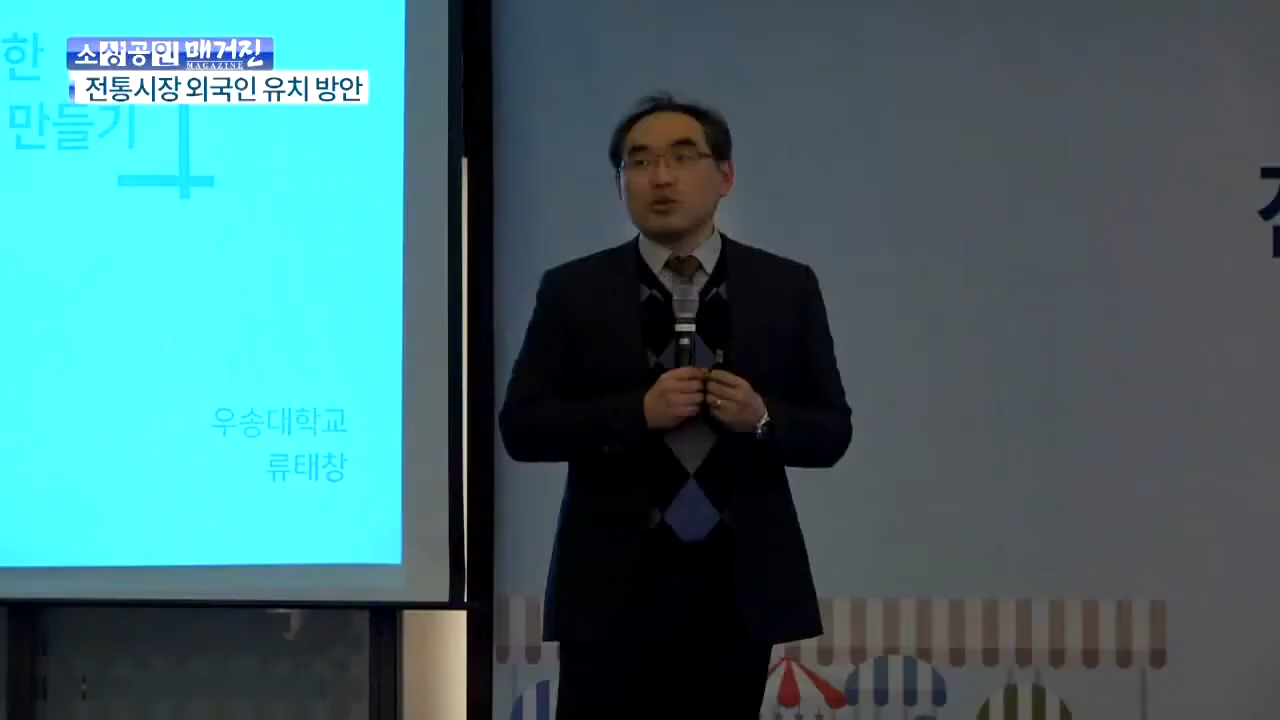 소상공인 매거진
MAGAZINE
전통시장 외국인 유치 방안
한
만들기
우송대학교
류태창